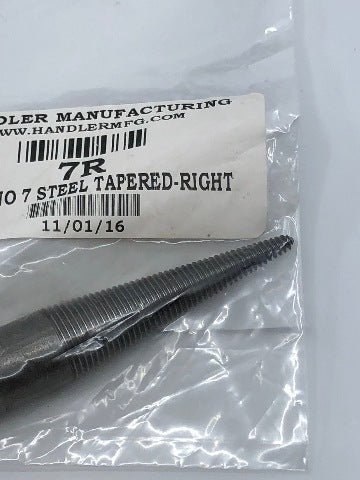 DLER MANUFACTURING
WWW.HANDLERMFG.COM
7R
NO 7 STEEL TAPERED-RIGHT
11/01/16